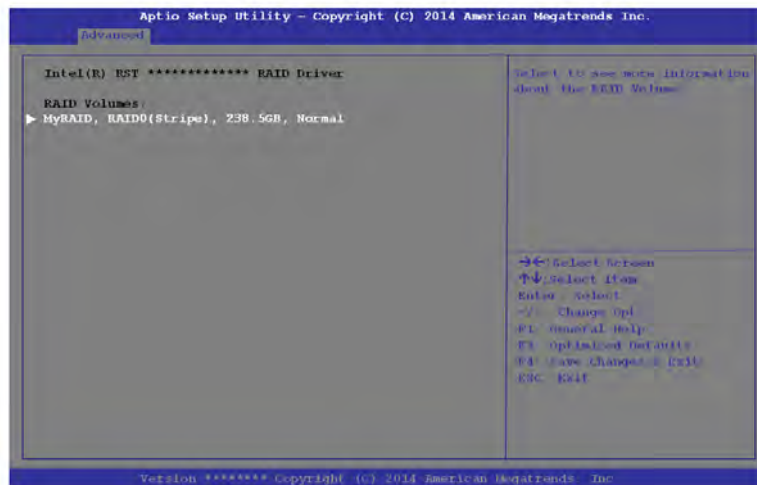 Aptio Setup Utility – Copyright (C) 2014 American Megatrends Inc.
Advanced
Intel(R) RST ************* RAID Driver
RAID Volumes:
▶ MyRAID, RAID0(Stripe), 238.5GB, Normal
Select to see more information
about the RAID Volume
→←:Select Screen
↑↓:Select Item
Enter : Select
Change Opt
F1: General Help
F3: Optimized Defaults
F4: Save Changes & Exit
ESC: Exit
Version ******** Copyright (C) 2014 American Megatrends Inc